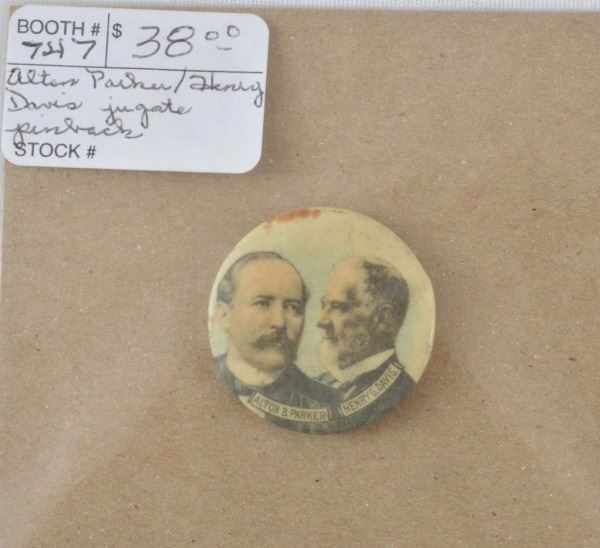 BOOTH # $ 38.00
747
Alton Parker/Henry
Davis jugate
pinback
STOCK #
ALTON B. PARKER HENRY G. DAVIS.